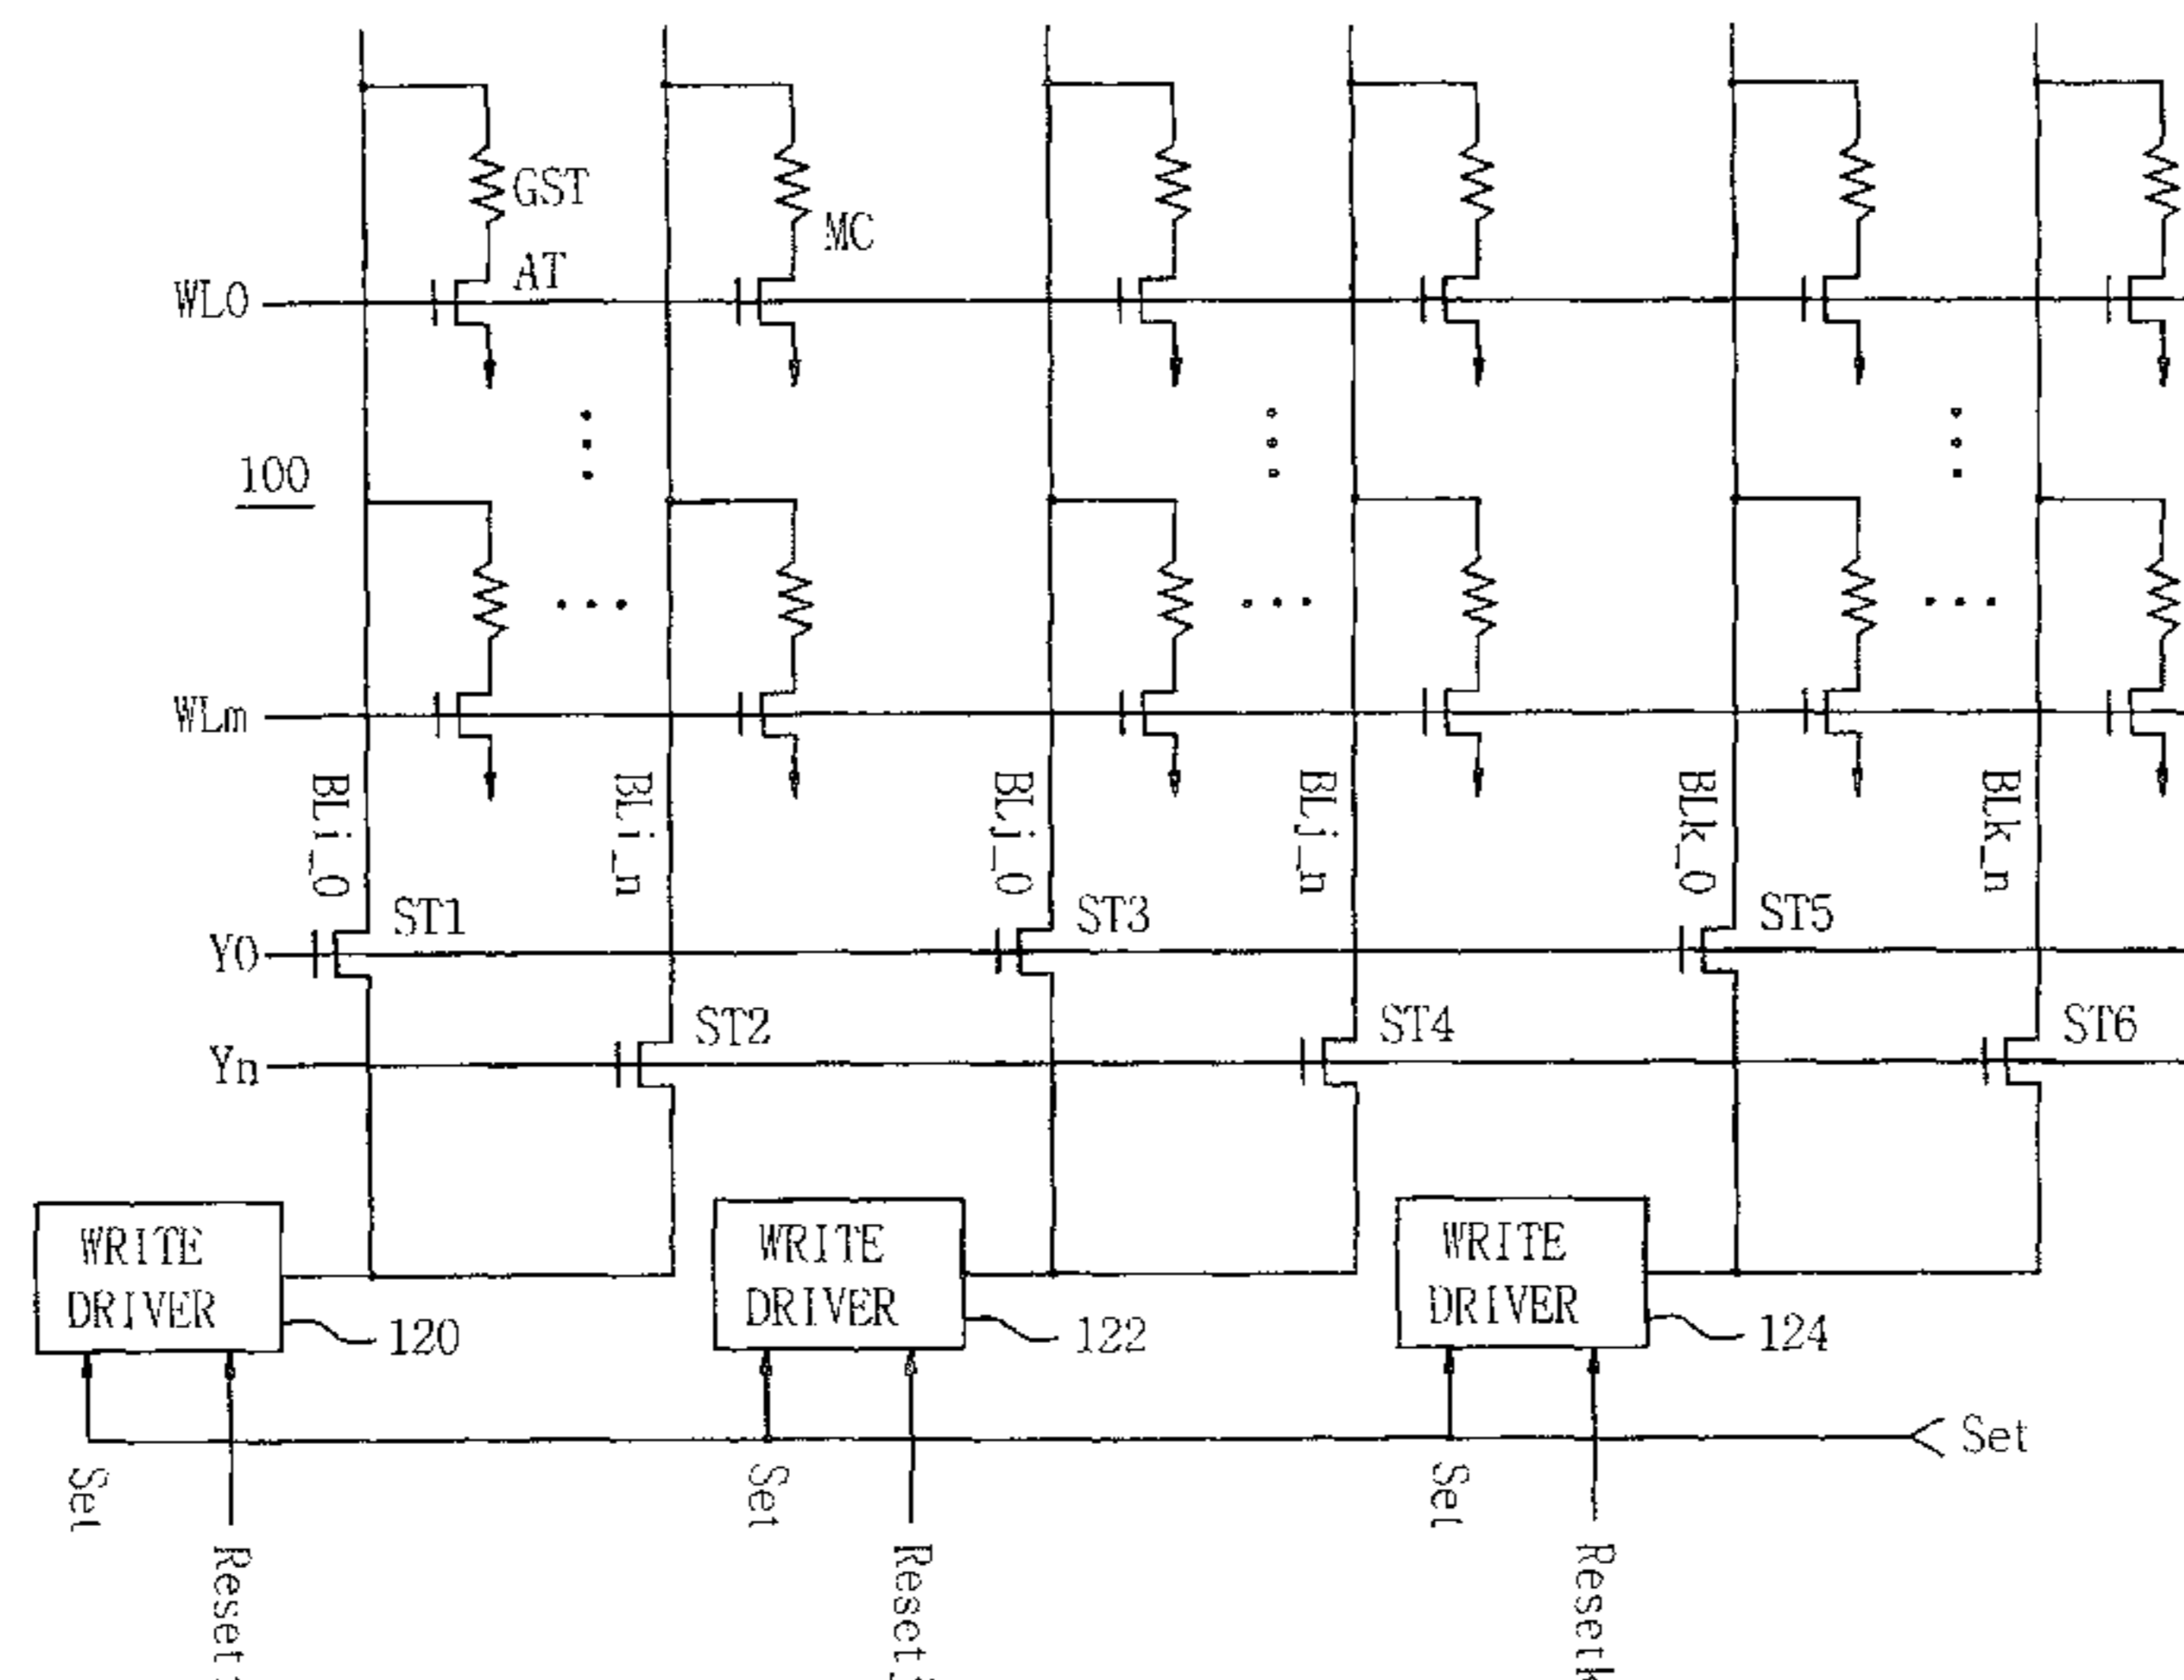 GST
MC
AT
WL0
100
WLm
BLi_0
BLi_n
BLj_0
BLj_n
BLk_0
BLk_n
ST1
ST3
ST5
Y0
ST2
ST4
ST6
Yn
WRITE
DRIVER
WRITE
DRIVER
WRITE
DRIVER
120
122
124
Set
Set
Set
Set
Resetk